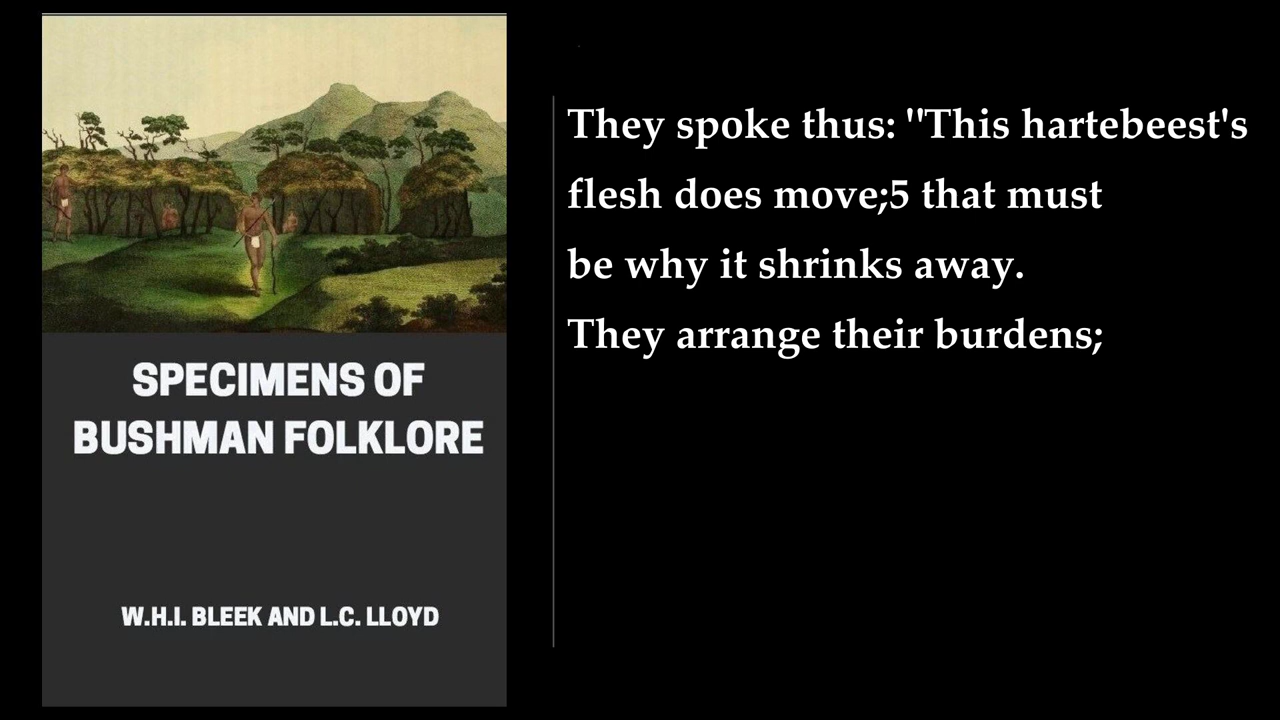 They spoke thus: "This hartebeest's
flesh does move;5 that must
be why it shrinks away.
They arrange their burdens;
SPECIMENS OF
BUSHMAN FOLKLORE
W.H.I. BLEEK AND L.C. LLOYD